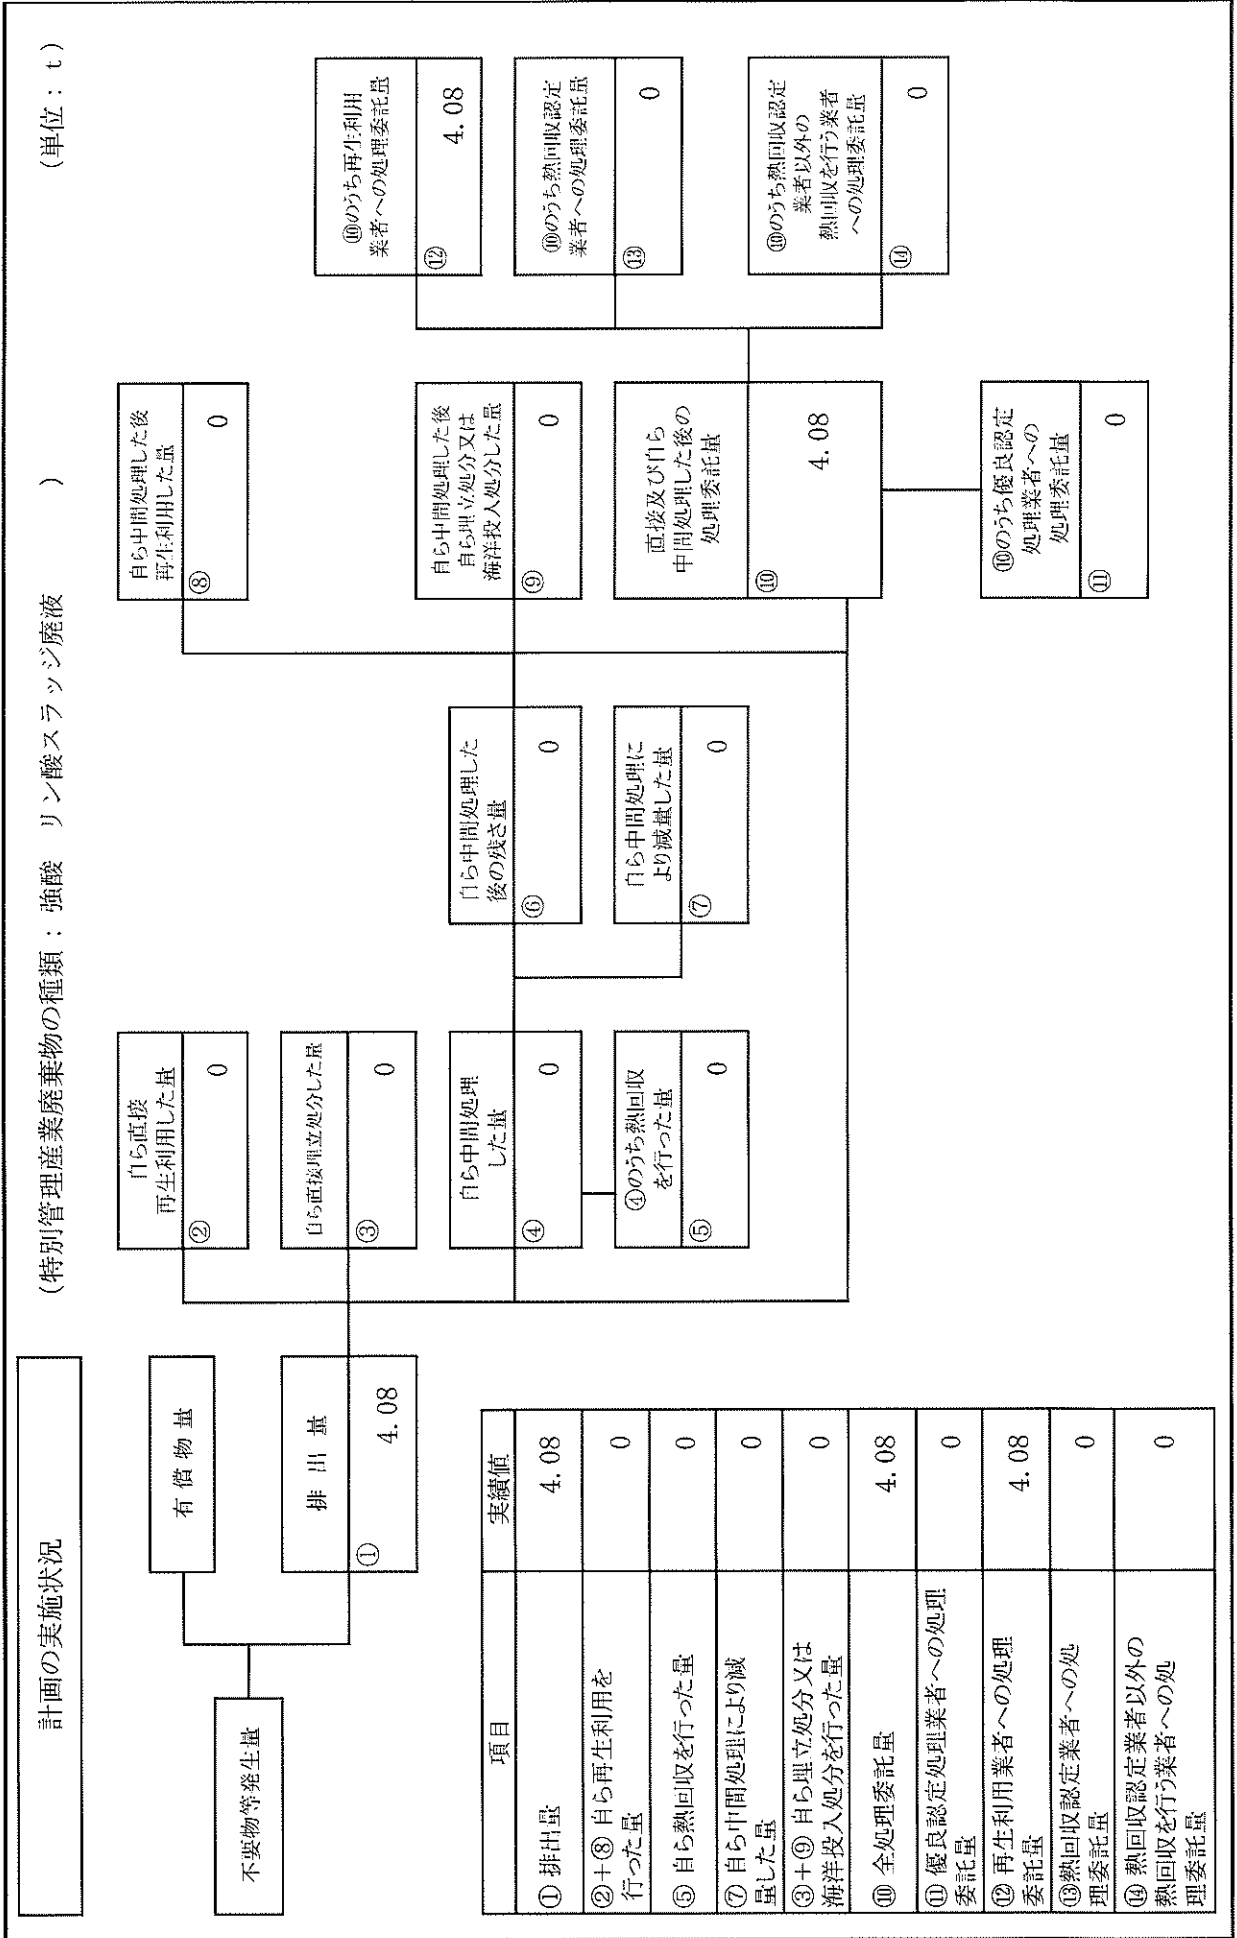 計画の実施状況
(特別管理産業廃棄物の種類 : 強酸 リン酸スラッジ廃液 )
(単位 : t)
不要物等発生量
有 償 物 量
排 出 量
① 4.08
自ら直接
再生利用した量
② 0
自ら直接埋立処分した量
③ 0
自ら中間処理
した量
④ 0
④のうち熱回収
を行った量
⑤ 0
自ら中間処理した
後の残さ量
⑥ 0
自ら中間処理に
より減量した量
⑦ 0
自ら中間処理した後
再生利用した量
⑧ 0
自ら中間処理した後
自ら埋立処分又は
海洋投入処分した量
⑨ 0
直接及び自ら
中間処理した後の
処理委託量
⑩ 4.08
⑩のうち優良認定
処理業者への
処理委託量
⑪ 0
⑩のうち再生利用
業者への処理委託量
⑫ 4.08
⑩のうち熱回収認定
業者への処理委託量
⑬ 0
⑩のうち熱回収認定
業者以外の
熱回収を行う業者
への処理委託量
⑭ 0
項目 実績値
① 排出量 4.08
②+⑧ 自ら再生利用を
行った量 0
⑤ 自ら熱回収を行った量 0
⑦ 自ら中間処理により減
量した量 0
③+⑨ 自ら埋立処分又は
海洋投入処分を行った量 0
⑩ 全処理委託量 4.08
⑪ 優良認定処理業者への処理
委託量 0
⑫ 再生利用業者への処理
委託量 4.08
⑬熱回収認定業者への処
理委託量 0
⑭ 熱回収認定業者以外の
熱回収を行う業者への処
理委託量 0